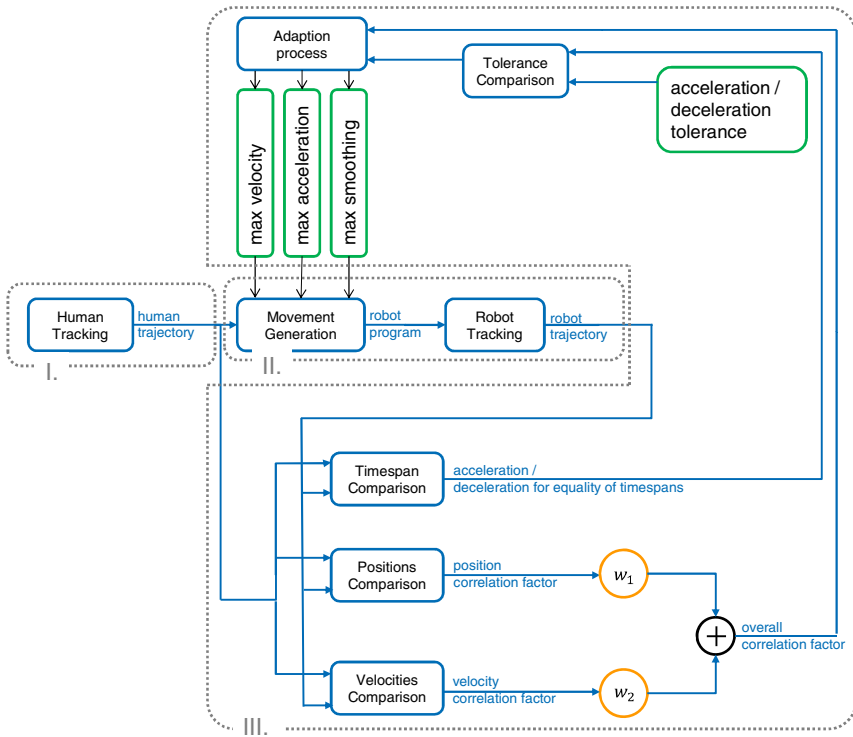 Adaption
process
Tolerance
Comparison
acceleration /
deceleration
tolerance
max velocity
max acceleration
max smoothing
Human
Tracking
human
trajectory
Movement
Generation
robot
program
Robot
Tracking
robot
trajectory
I.
II.
Timespan
Comparison
acceleration /
deceleration for equality of timespans
Positions
Comparison
position
correlation factor
w₁
+
overall
correlation factor
Velocities
Comparison
velocity
correlation factor
w₂
III.